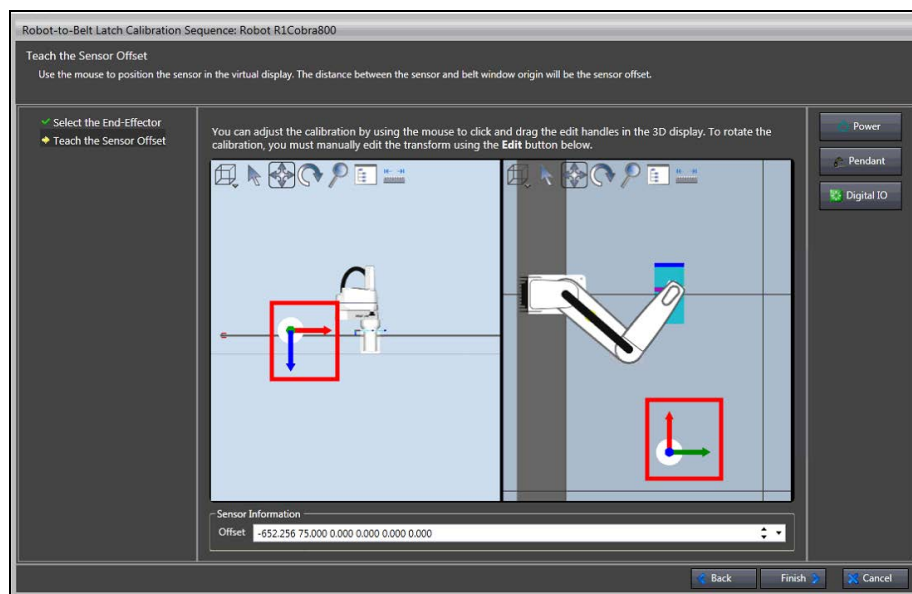 Robot-to-Belt Latch Calibration Sequence: Robot R1Cobra800
Teach the Sensor Offset
Use the mouse to position the sensor in the virtual display. The distance between the sensor and belt window origin will be the sensor offset.
Select the End-Effector
Teach the Sensor Offset
You can adjust the calibration by using the mouse to click and drag the edit handles in the 3D display. To rotate the
calibration, you must manually edit the transform using the Edit button below.
Power
Pendant
Digital IO
Sensor Information
Offset -652.256 75.000 0.000 0.000 0.000 0.000
Back Finish Cancel